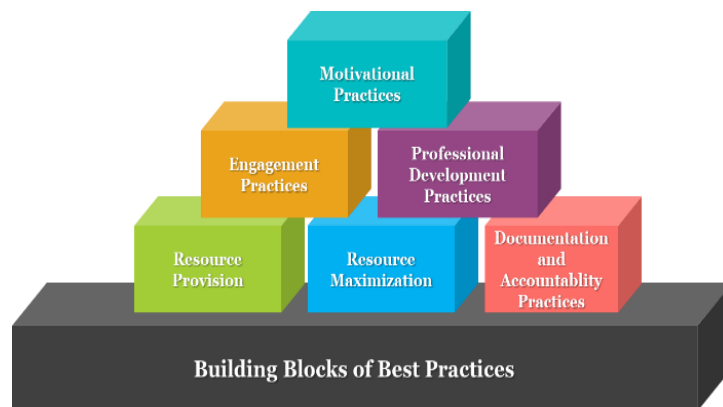 Motivational
Practices
Engagement
Practices
Professional
Development
Practices
Resource
Provision
Resource
Maximization
Documentation
and
Accountablity
Practices
Building Blocks of Best Practices